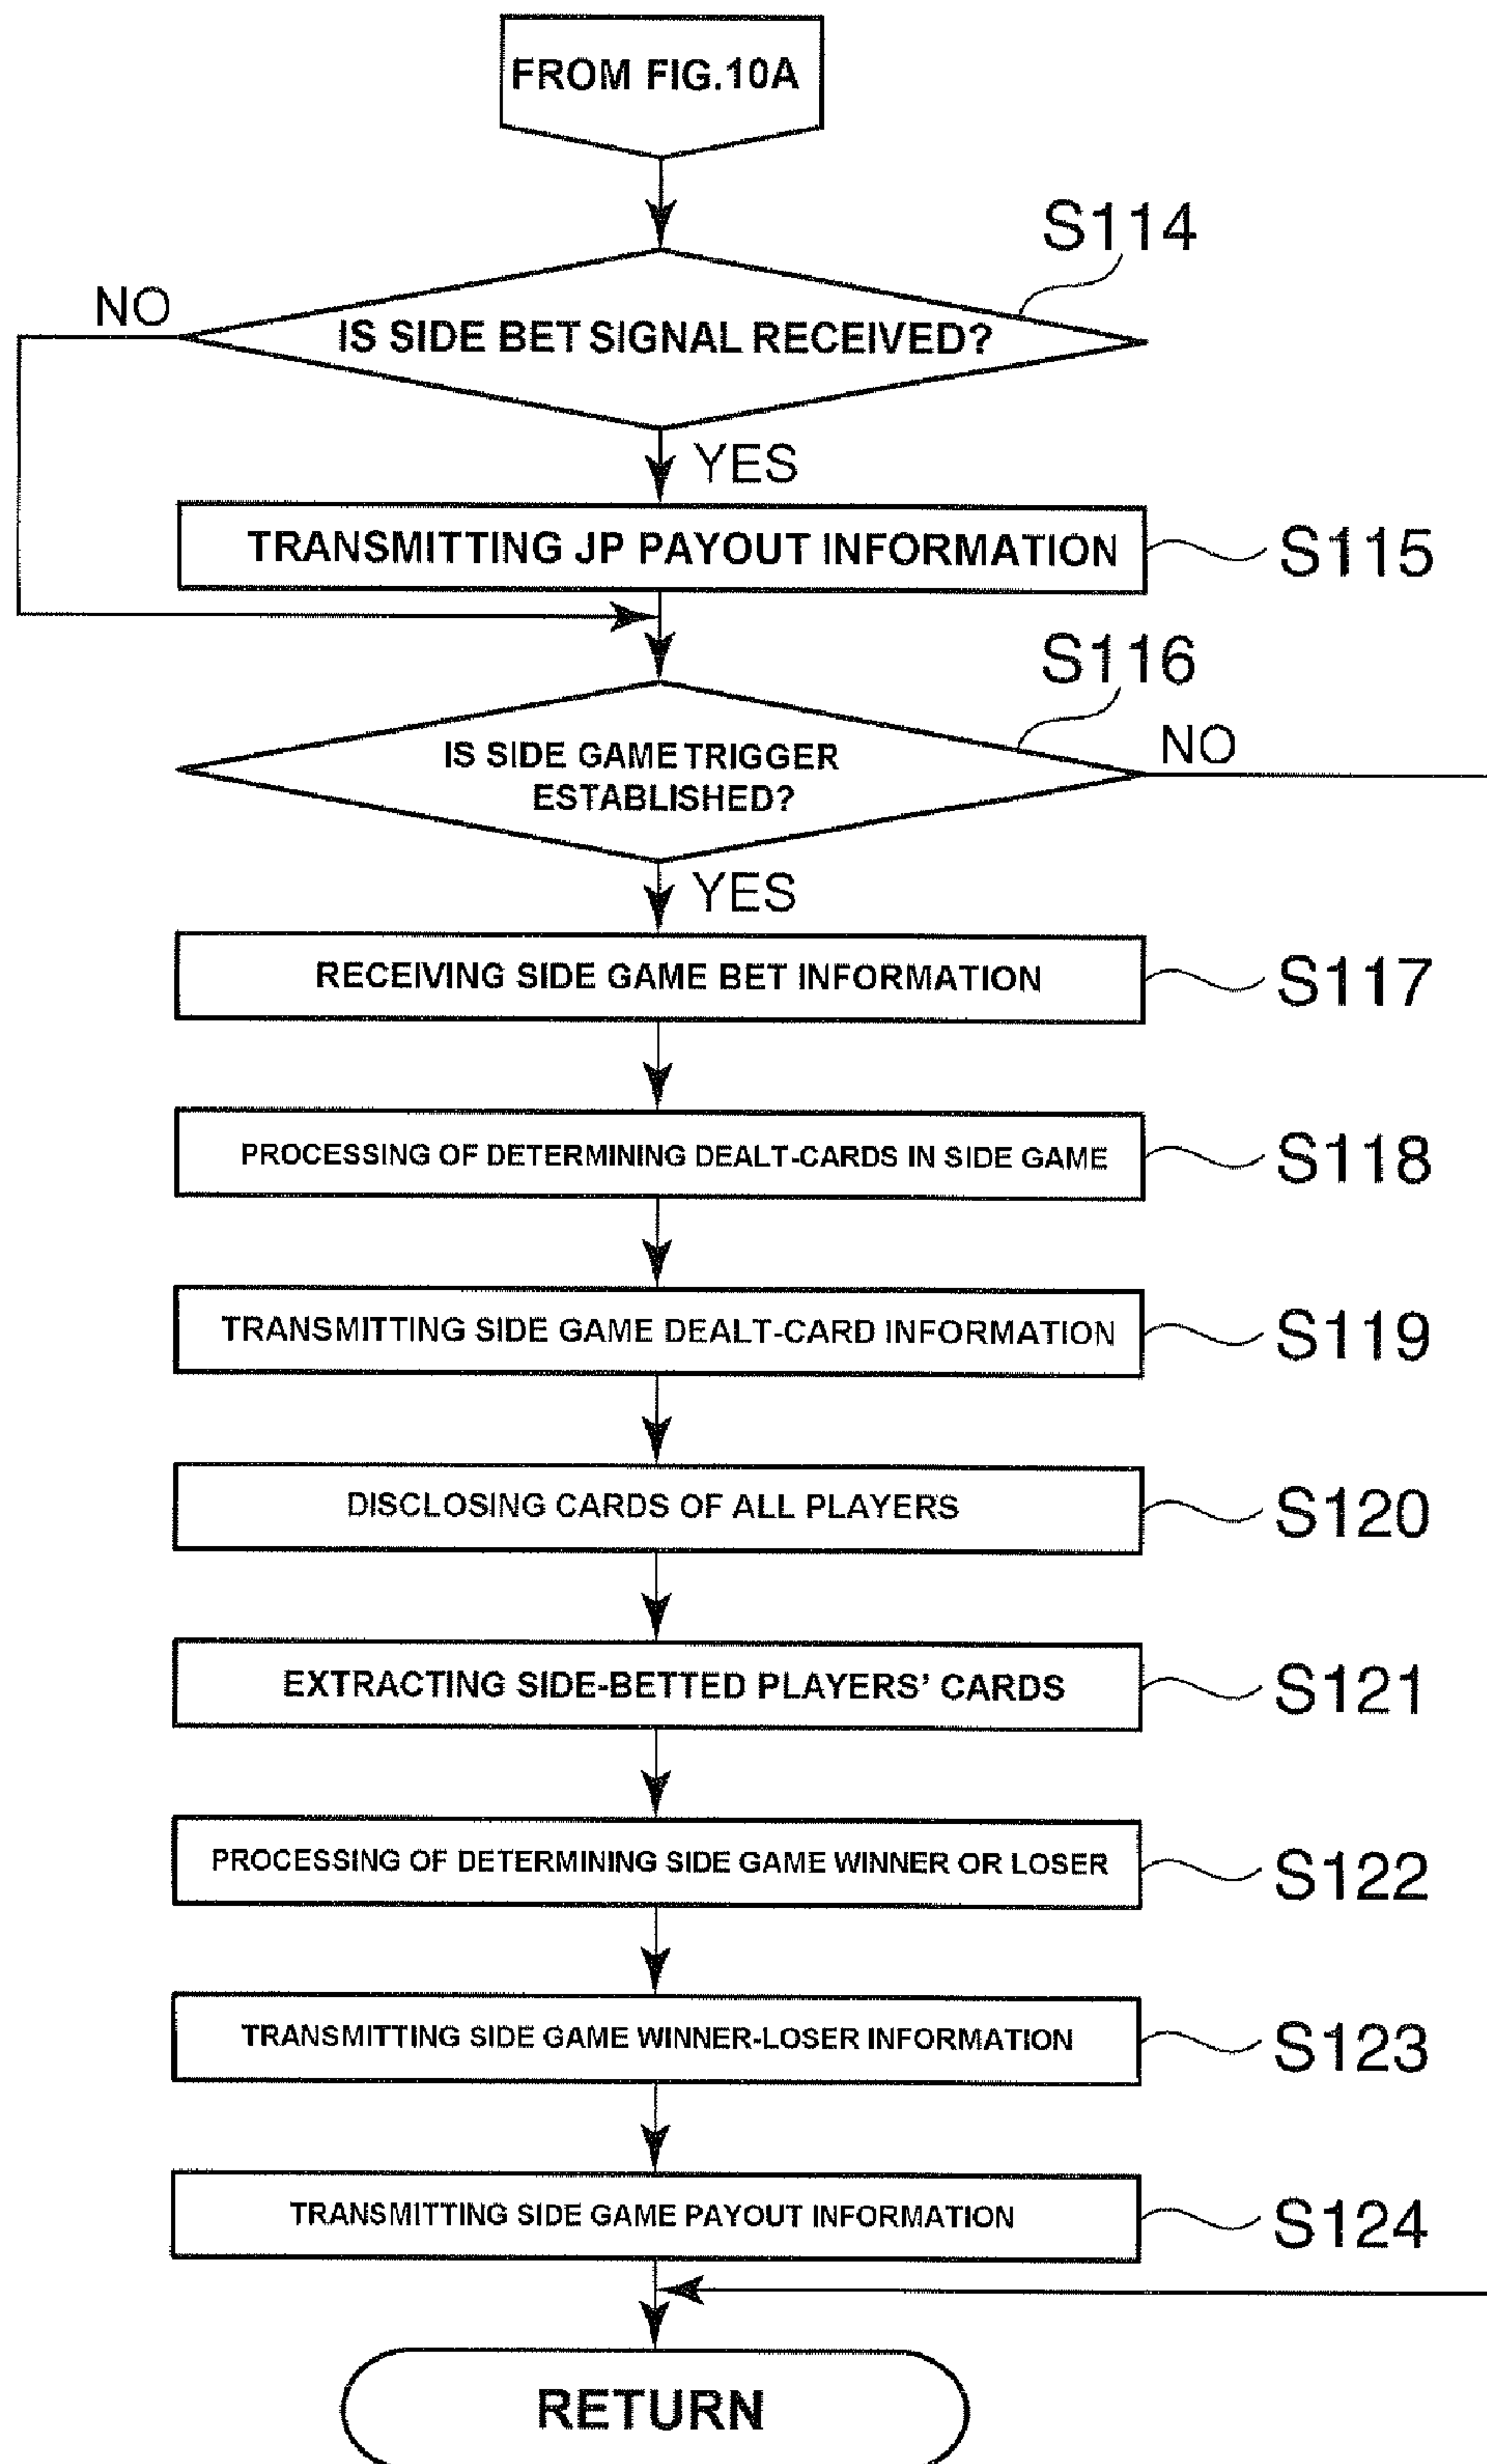 FROM FIG.10A
S114
NO
IS SIDE BET SIGNAL RECEIVED?
YES
TRANSMITTING JP PAYOUT INFORMATION
S115
S116
IS SIDE GAME TRIGGER
ESTABLISHED?
NO
YES
RECEIVING SIDE GAME BET INFORMATION
S117
PROCESSING OF DETERMINING DEALT-CARDS IN SIDE GAME
S118
TRANSMITTING SIDE GAME DEALT-CARD INFORMATION
S119
DISCLOSING CARDS OF ALL PLAYERS
S120
EXTRACTING SIDE-BETTED PLAYERS’ CARDS
S121
PROCESSING OF DETERMINING SIDE GAME WINNER OR LOSER
S122
TRANSMITTING SIDE GAME WINNER-LOSER INFORMATION
S123
TRANSMITTING SIDE GAME PAYOUT INFORMATION
S124
RETURN